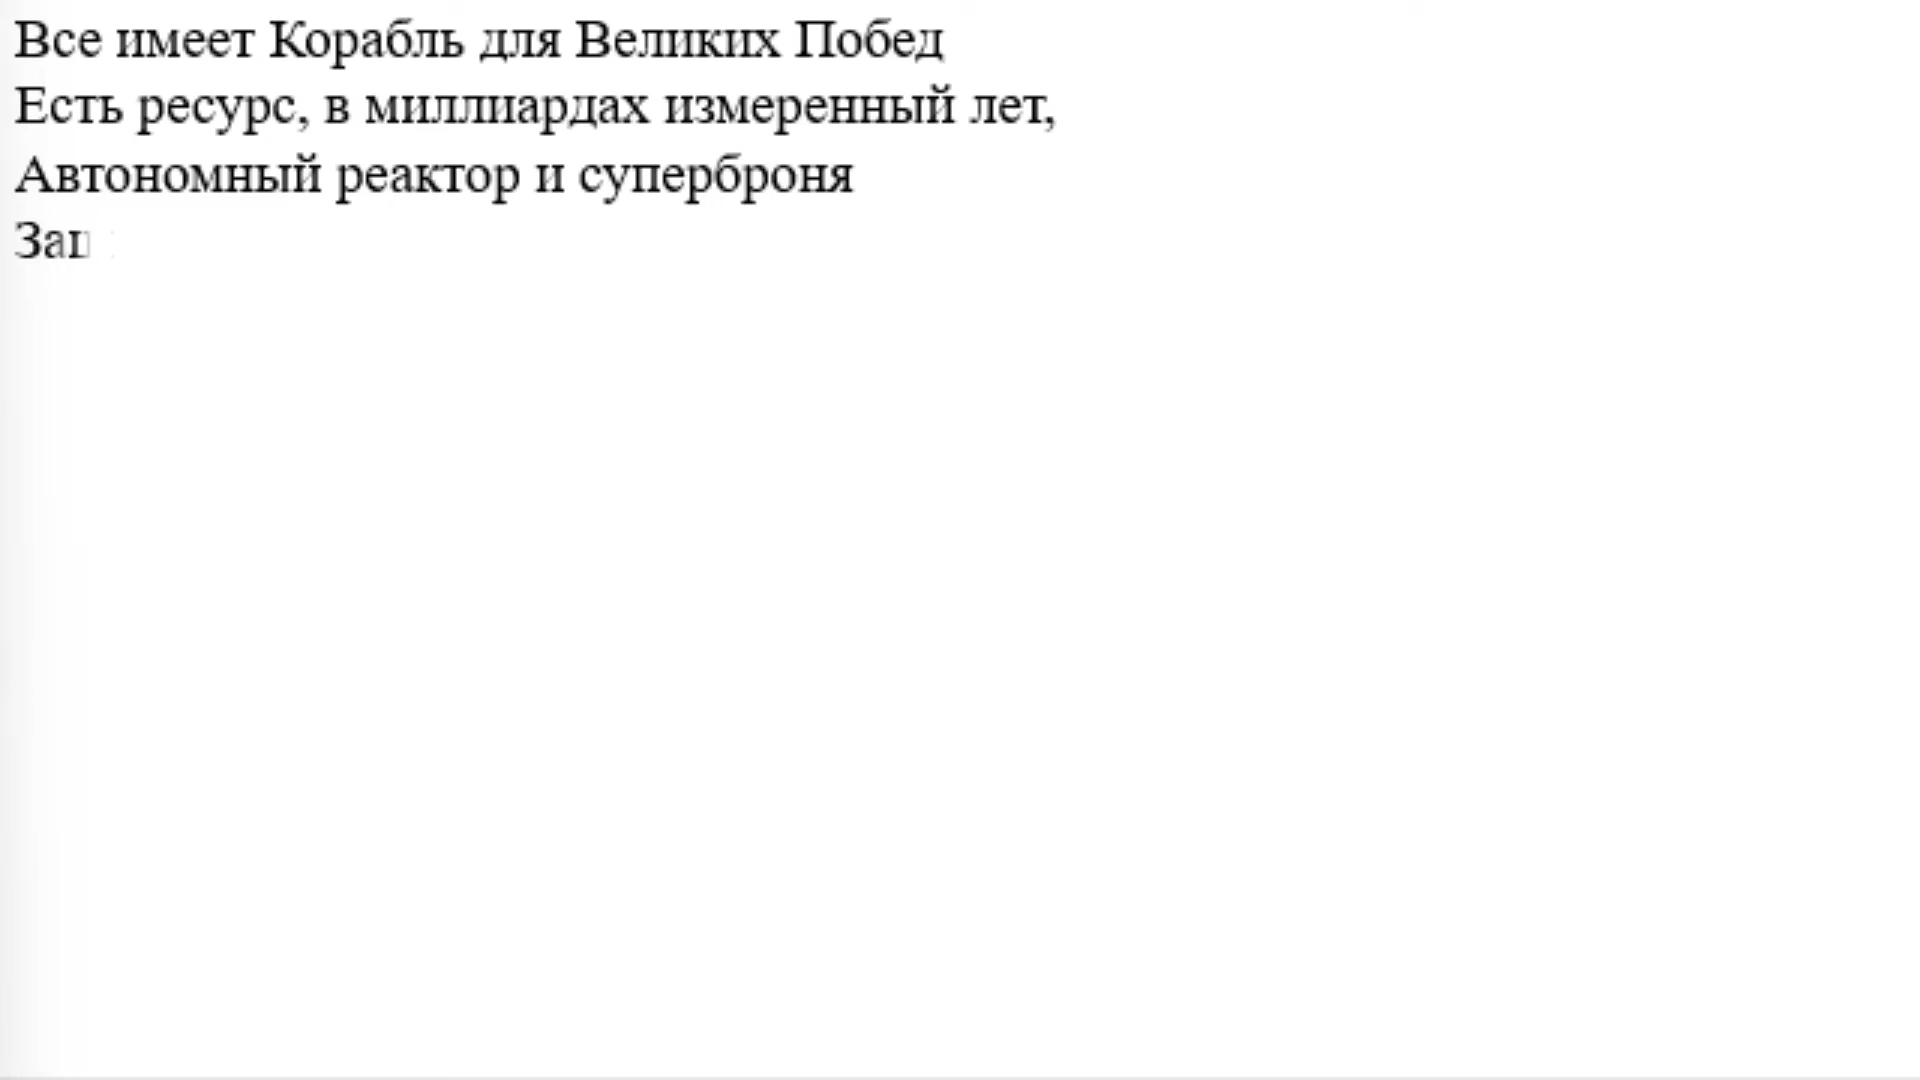 Все имеет Корабль для Великих Побед
Есть ресурс, в миллиардах измеренный лет,
Автономный реактор и суперброня